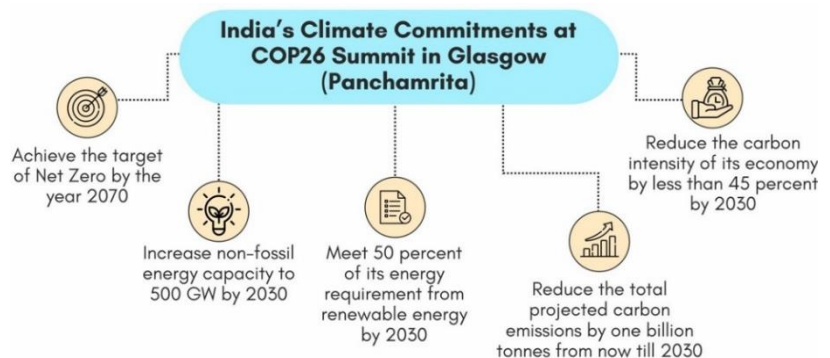 India's Climate Commitments at
COP26 Summit in Glasgow
(Panchamrita)
Achieve the target
of Net Zero by the
year 2070
Increase non-fossil
energy capacity to
500 GW by 2030
Meet 50 percent
of its energy
requirement from
renewable energy
by 2030
Reduce the total
projected carbon
emissions by one billion
tonnes from now till 2030
Reduce the carbon
intensity of its economy
by less than 45 percent
by 2030